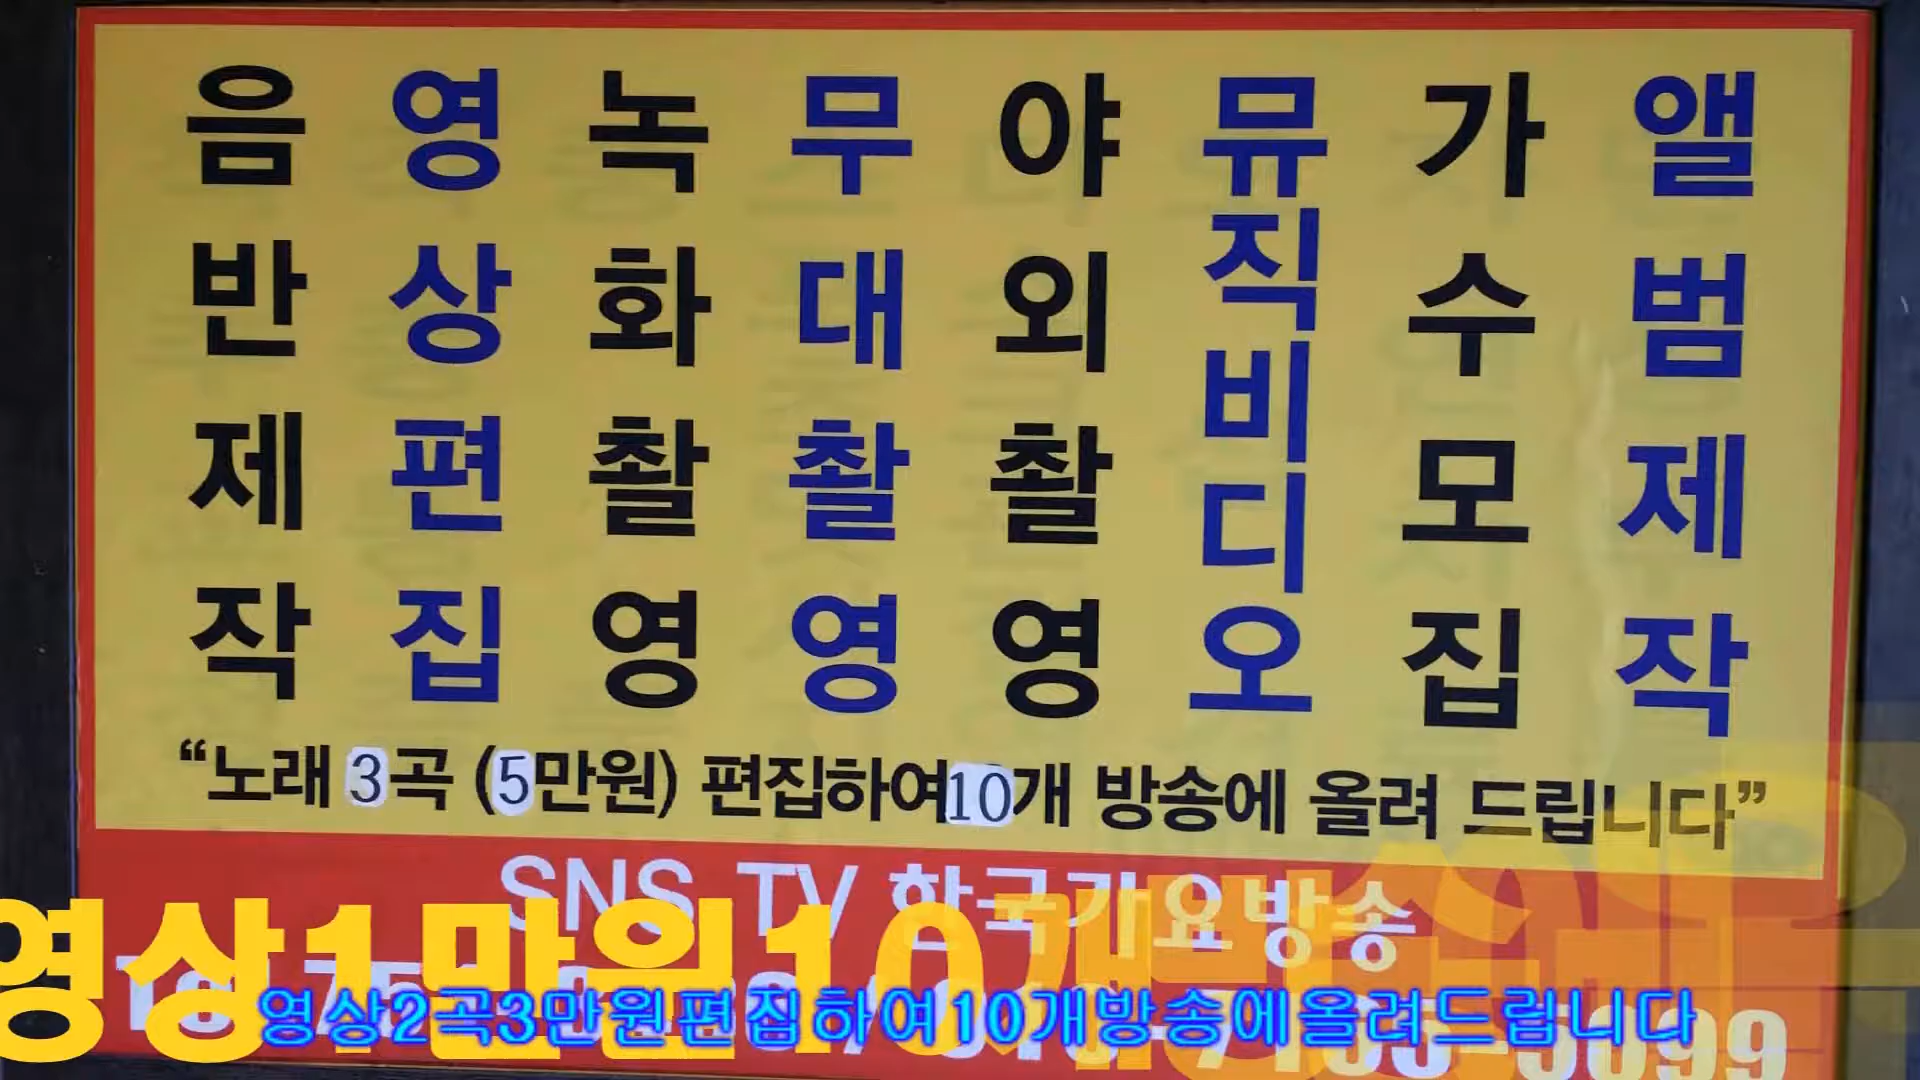 음반제작
영상편집
녹화촬영
무대촬영
야외촬영
뮤직비디오
가수모집
앨범제작
“노래 3곡 (5만원) 편집하여 10개 방송에 올려 드립니다”
SNS TV 한국가요방송
영상1만원10개방송
영상2곡3만원편집하여10개방송에올려드립니다